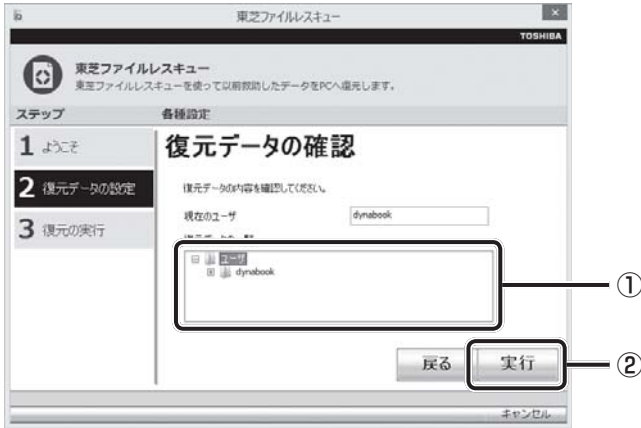 東芝ファイルレスキュー
TOSHIBA
東芝ファイルレスキュー
東芝ファイルレスキューを使って以前救助したデータをPCへ復元します。
ステップ
各種設定
1 ようこそ
2 復元データの設定
3 復元の実行
復元データの確認
復元データの内容を確認してください。
現在のユーザ
dynabook
ユーザ
dynabook
①
戻る
実行
②
キャンセル